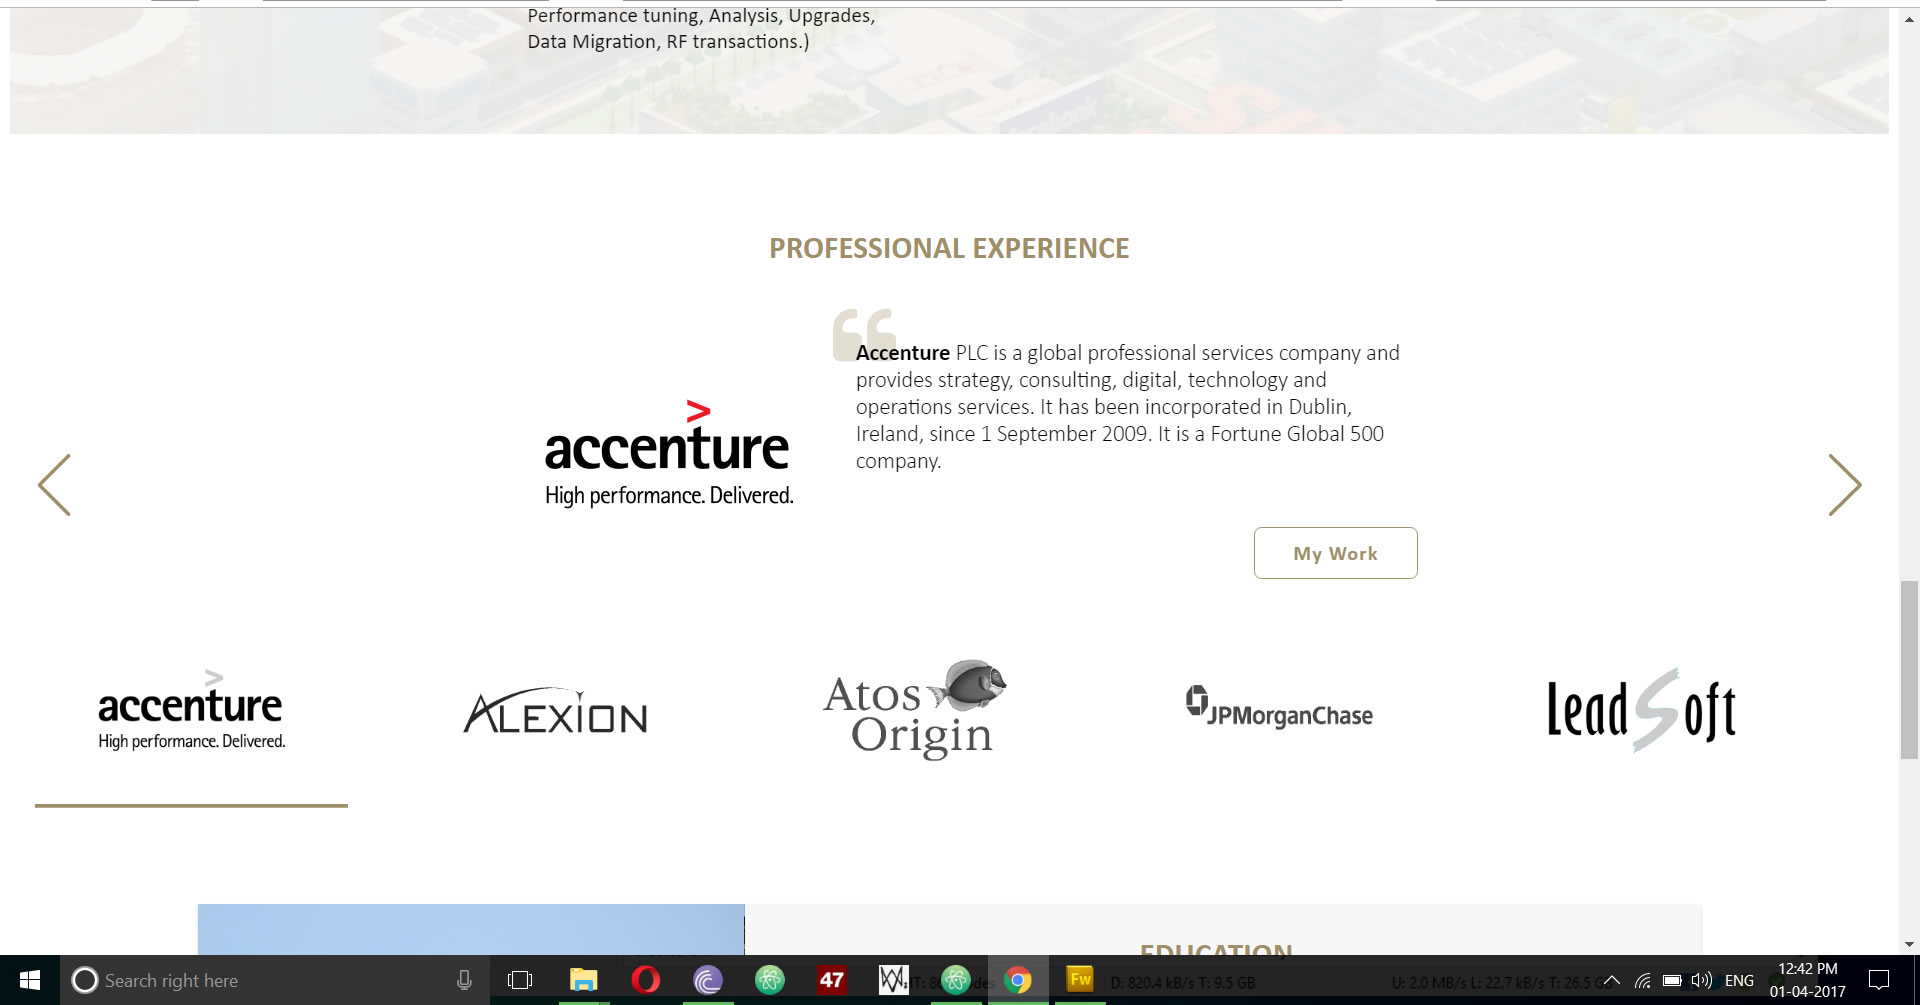 Performance tuning, Analysis, Upgrades,
Data Migration, RF transactions.)
facebook
PROFESSIONAL EXPERIENCE
Accenture PLC is a global professional services company and
provides strategy, consulting, digital, technology and
operations services. It has been incorporated in Dublin,
Ireland, since 1 September 2009. It is a Fortune Global 500
company.
>
accenture
High performance. Delivered.
My Work
>
accenture
High performance. Delivered.
ALEXION
Atos
Origin
JPMorganChase
LeadSoft
EDUCATION
Search right here
47
Fw
D: 820.4 kB/s T: 9.5 GB
U: 2.0 MB/s L: 22.7 kB/s T: 26.5 G
ENG
12:42 PM
01-04-2017